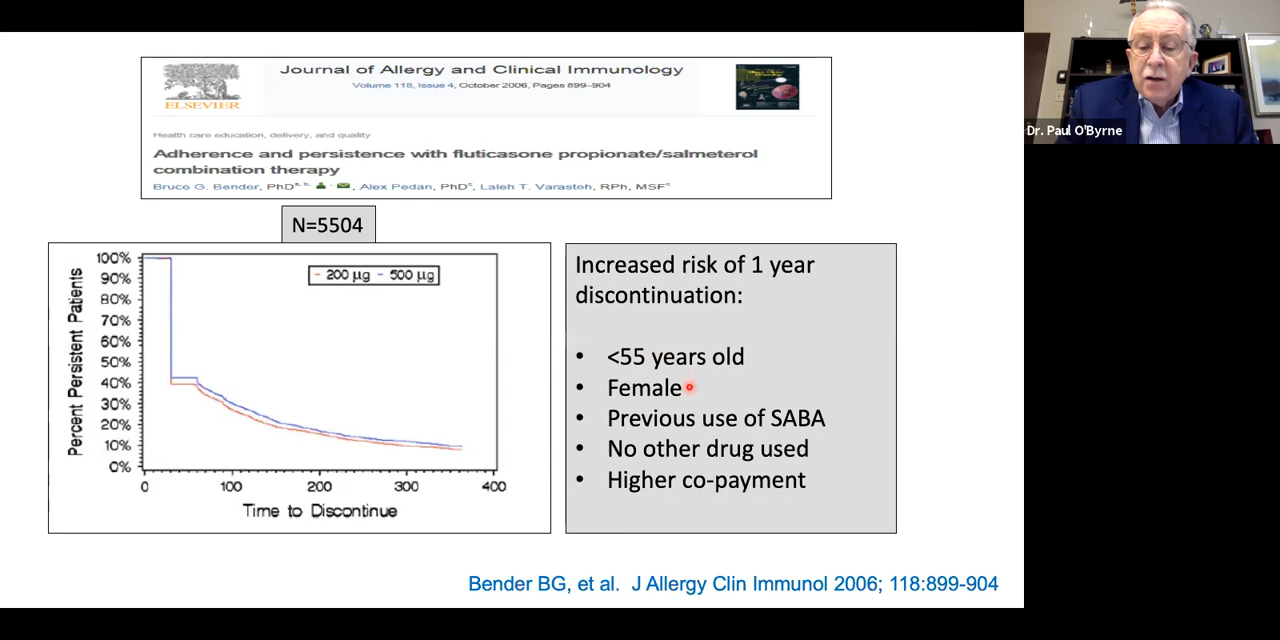 Journal of Allergy and Clinical Immunology
Volume 118, Issue 4, October 2006, Pages 899-904
ELSEVIER
Health care education, delivery, and quality
Adherence and persistence with fluticasone propionate/salmeterol
combination therapy
Bruce G. Bender, PhD a, b, Alex Pedan, PhD c, Laleh T. Varasteh, RPh, MSF c
Dr. Paul O'Byrne
N=5504
Percent Persistent Patients
100%
90%
80%
70%
60%
50%
40%
30%
20%
10%
0%
200 µg 500 µg
0 100 200 300 400
Time to Discontinue
Increased risk of 1 year
discontinuation:
• <55 years old
• Female
• Previous use of SABA
• No other drug used
• Higher co-payment
Bender BG, et al. J Allergy Clin Immunol 2006; 118:899-904